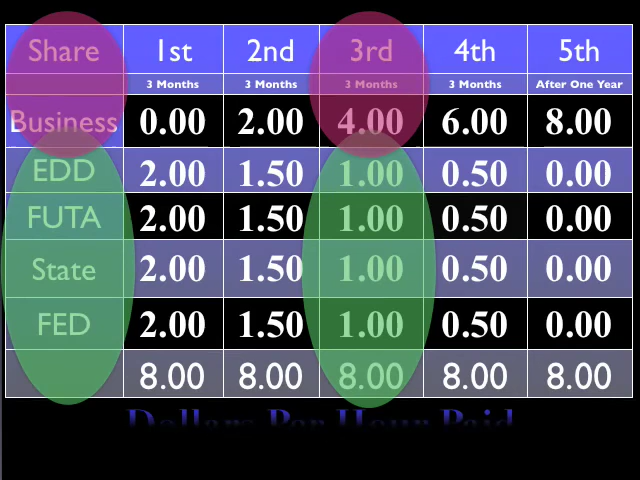 Share 1st 2nd 3rd 4th 5th
3 Months 3 Months 3 Months 3 Months After One Year
Business 0.00 2.00 4.00 6.00 8.00
EDD 2.00 1.50 1.00 0.50 0.00
FUTA 2.00 1.50 1.00 0.50 0.00
State 2.00 1.50 1.00 0.50 0.00
FED 2.00 1.50 1.00 0.50 0.00
8.00 8.00 8.00 8.00 8.00
Dollars Per Hour Paid